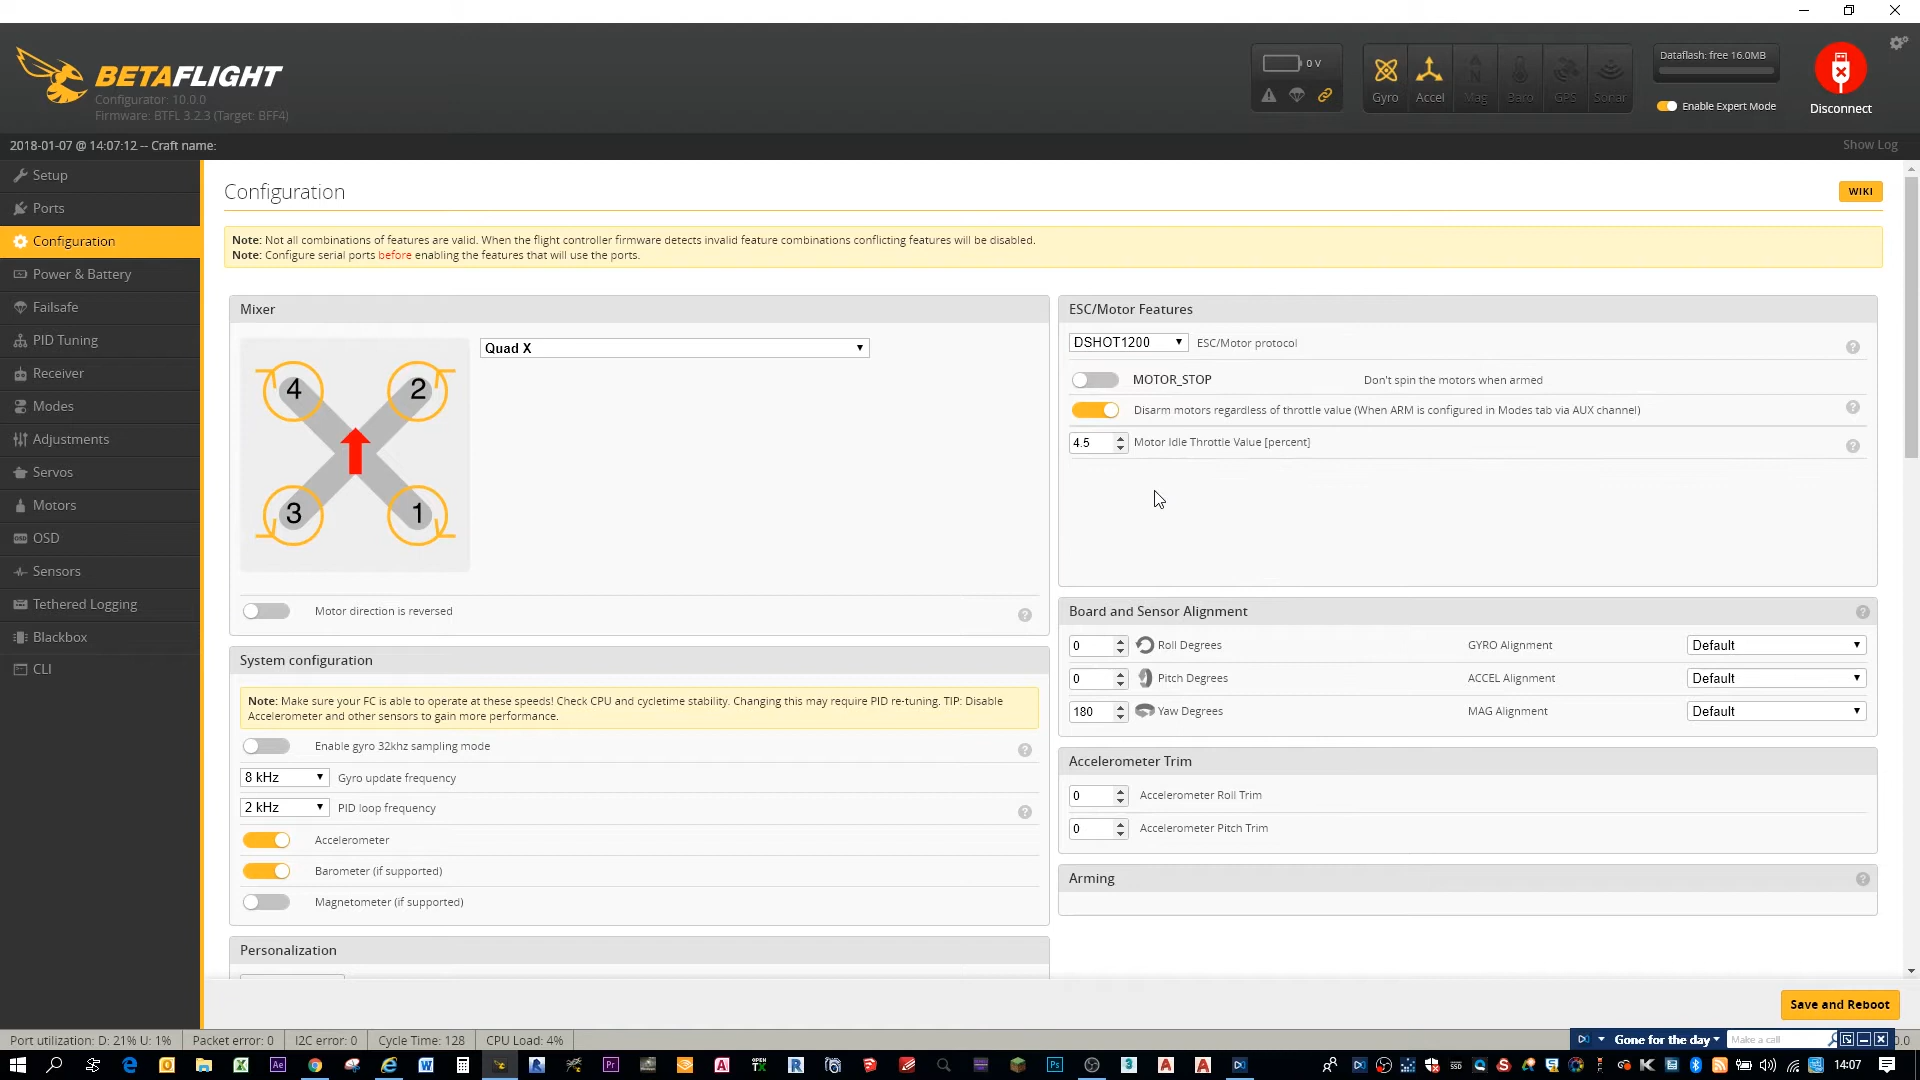 BETAFLIGHT
Configurator: 10.0.0
Firmware: BTFL 3.2.3 (Target: BFF4)
0 V
Gyro
Accel
Mag
Baro
GPS
Sonar
Dataflash: free 16.0MB
Enable Expert Mode
Disconnect
2018-01-07 @ 14:07:12 -- Craft name:
Show Log
Setup
Ports
Configuration
Power & Battery
Failsafe
PID Tuning
Receiver
Modes
Adjustments
Servos
Motors
OSD
Sensors
Tethered Logging
Blackbox
CLI
Configuration
WIKI
Note: Not all combinations of features are valid. When the flight controller firmware detects invalid feature combinations conflicting features will be disabled.
Note: Configure serial ports before enabling the features that will use the ports.
Mixer
Quad X
4
2
3
1
Motor direction is reversed
System configuration
Note: Make sure your FC is able to operate at these speeds! Check CPU and cycletime stability. Changing this may require PID re-tuning. TIP: Disable
Accelerometer and other sensors to gain more performance.
Enable gyro 32khz sampling mode
8 kHz Gyro update frequency
2 kHz PID loop frequency
Accelerometer
Barometer (if supported)
Magnetometer (if supported)
Personalization
ESC/Motor Features
DSHOT1200 ESC/Motor protocol
MOTOR_STOP Don't spin the motors when armed
Disarm motors regardless of throttle value (When ARM is configured in Modes tab via AUX channel)
4.5 Motor Idle Throttle Value [percent]
Board and Sensor Alignment
0 Roll Degrees GYRO Alignment Default
0 Pitch Degrees ACCEL Alignment Default
180 Yaw Degrees MAG Alignment Default
Accelerometer Trim
0 Accelerometer Roll Trim
0 Accelerometer Pitch Trim
Arming
Save and Reboot
Port utilization: D: 21% U: 1% Packet error: 0 I2C error: 0 Cycle Time: 128 CPU Load: 4%
Gone for the day Make a call
14:07